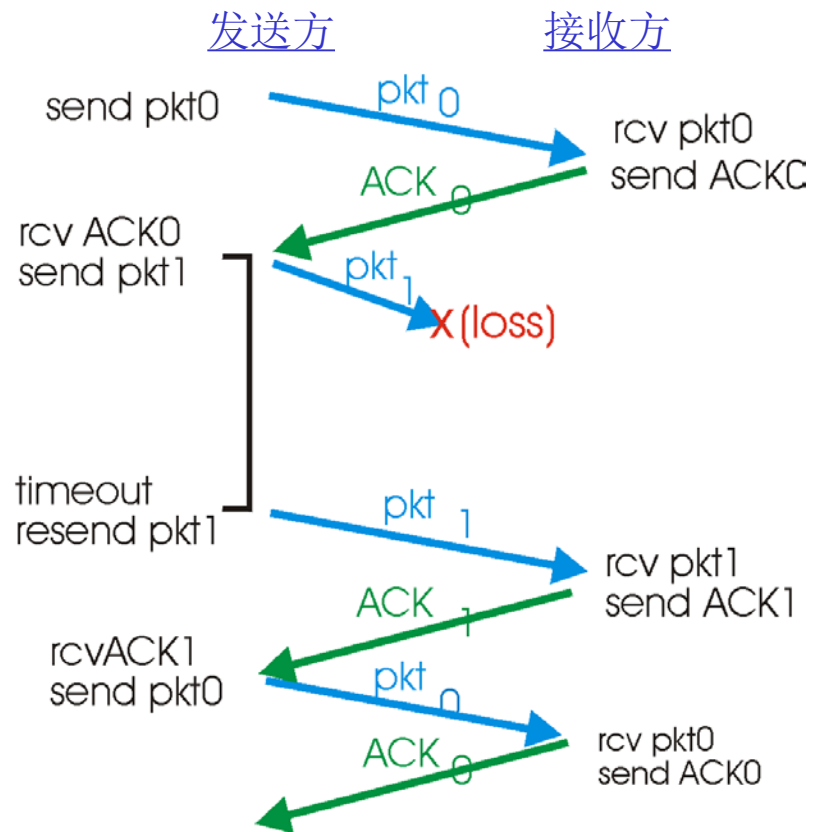 发送方
接收方
send pkt0
pkt 0
rcv pkt0
send ACK0
ACK 0
rcv ACK0
send pkt1
pkt 1
X (loss)
timeout
resend pkt1
pkt 1
rcv pkt1
send ACK1
ACK 1
rcvACK1
send pkt0
pkt 0
rcv pkt0
send ACK0
ACK 0